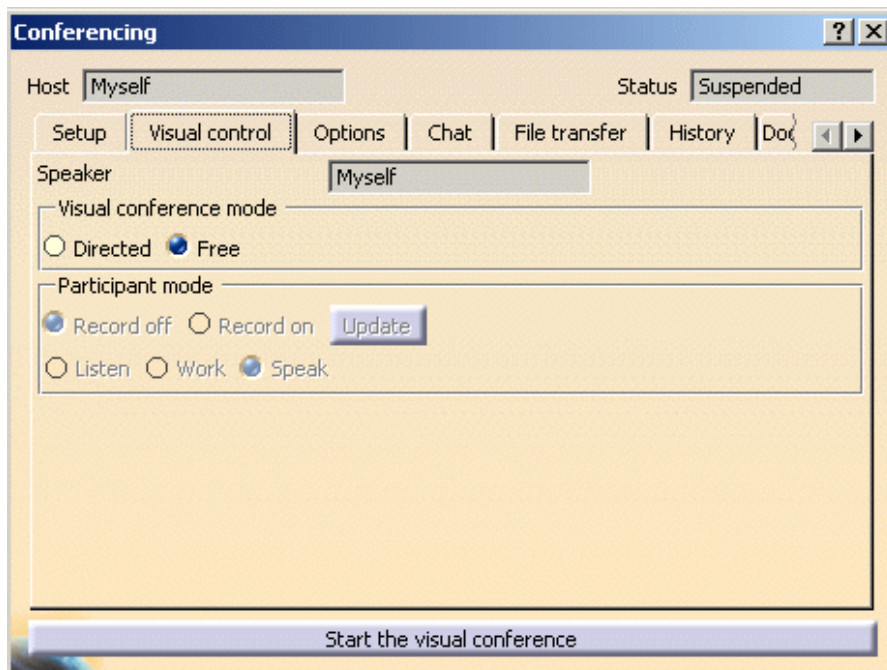 Conferencing
Host Myself Status Suspended
Setup Visual control Options Chat File transfer History
Speaker Myself
Visual conference mode
Directed Free
Participant mode
Record off Record on Update
Listen Work Speak
Start the visual conference